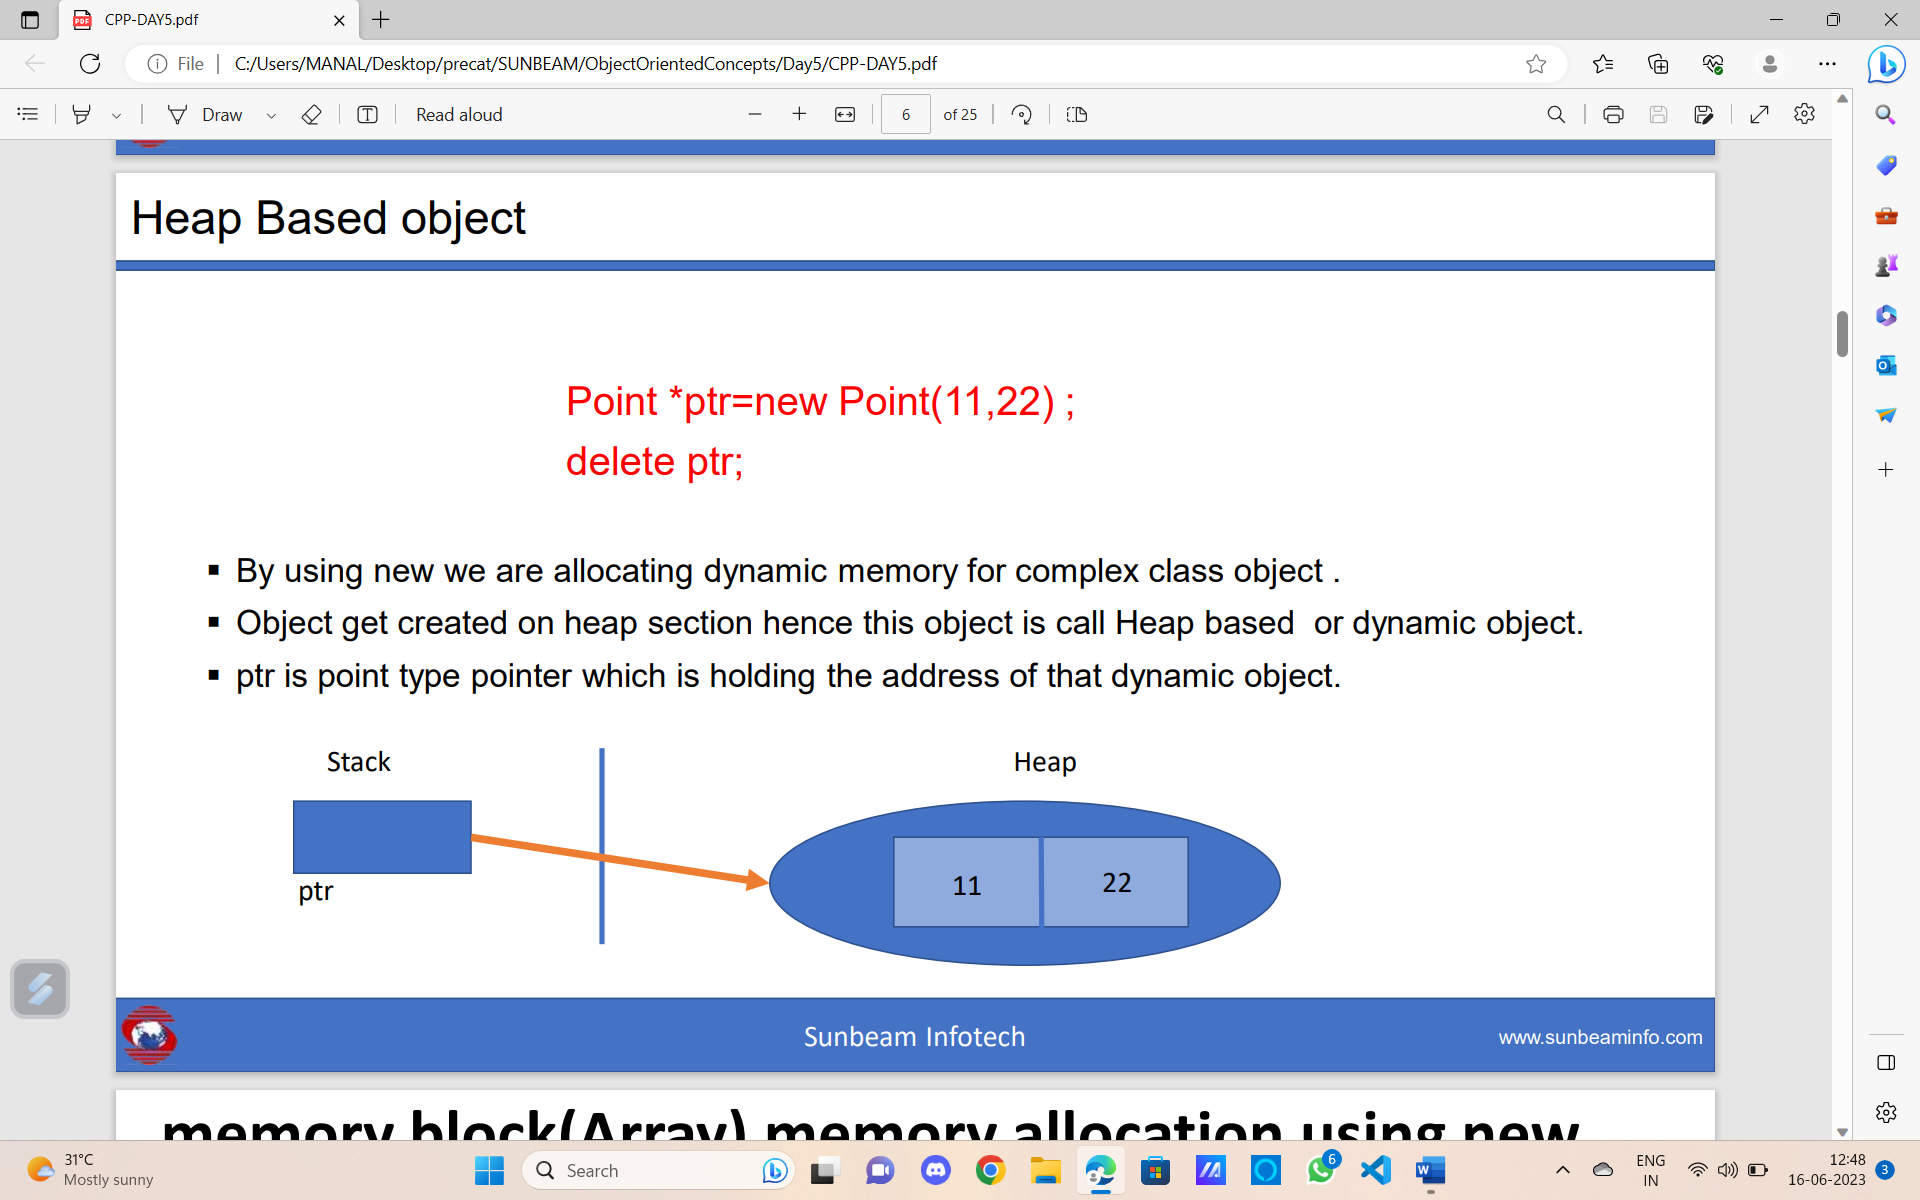 CPP-DAY5.pdf
File
C:/Users/MANAL/Desktop/precat/SUNBEAM/ObjectOrientedConcepts/Day5/CPP-DAY5.pdf
Draw
Read aloud
6 of 25
Heap Based object
Point *ptr=new Point(11,22) ;
delete ptr;
▪ By using new we are allocating dynamic memory for complex class object .
▪ Object get created on heap section hence this object is call Heap based  or dynamic object.
▪ ptr is point type pointer which is holding the address of that dynamic object.
Stack
Heap
11
22
ptr
Sunbeam Infotech
www.sunbeaminfo.com
memory block(Array) memory allocation using new
31°C
Mostly sunny
Search
6
ENG
IN
12:48
16-06-2023
3